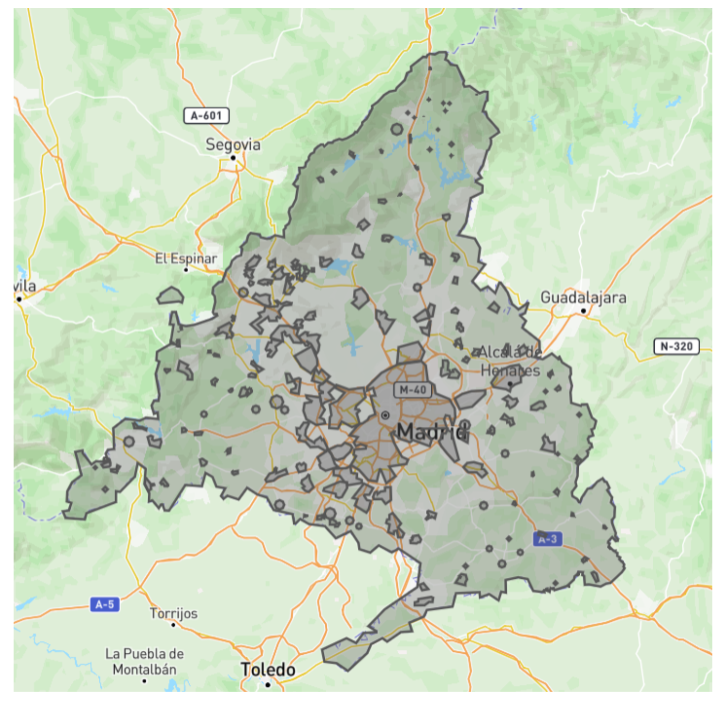 A-601
Segovia
El Espinar
vila
Guadalajara
N-320
Alcalá de
Henares
M-40
Madrid
A-3
A-5
Torrijos
La Puebla de
Montalbán
Toledo